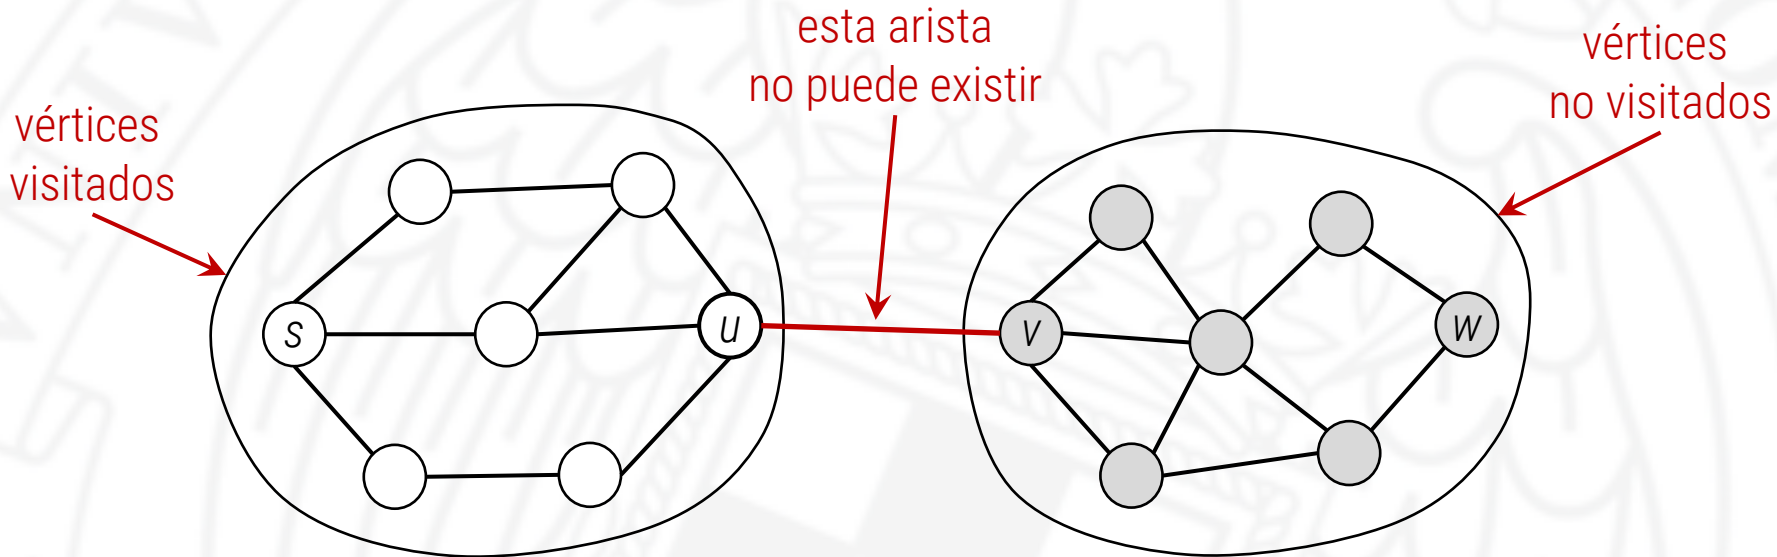 esta arista
no puede existir
vértices
no visitados
vértices
visitados
s
u
v
w